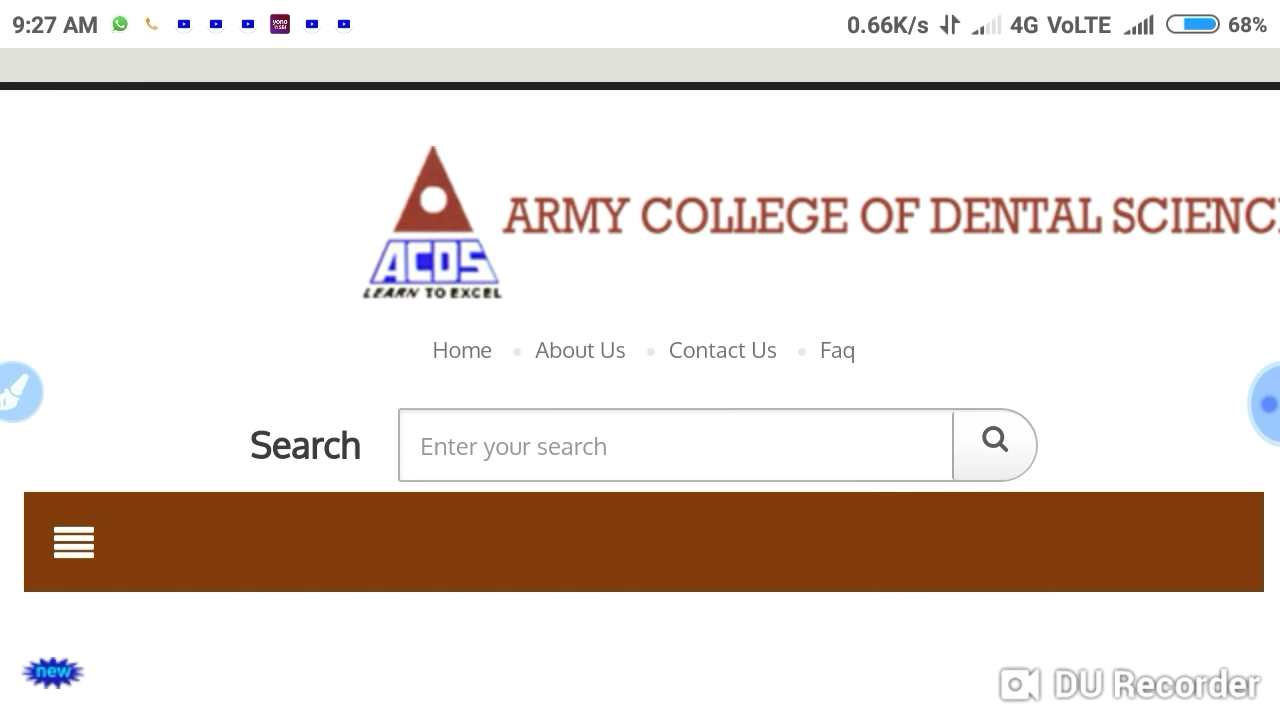 9:27 AM 0.66K/s 4G VoLTE 68%
ARMY COLLEGE OF DENTAL SCIENC
ACDS
LEARN TO EXCEL
Home About Us Contact Us Faq
Search Enter your search
new
DU Recorder